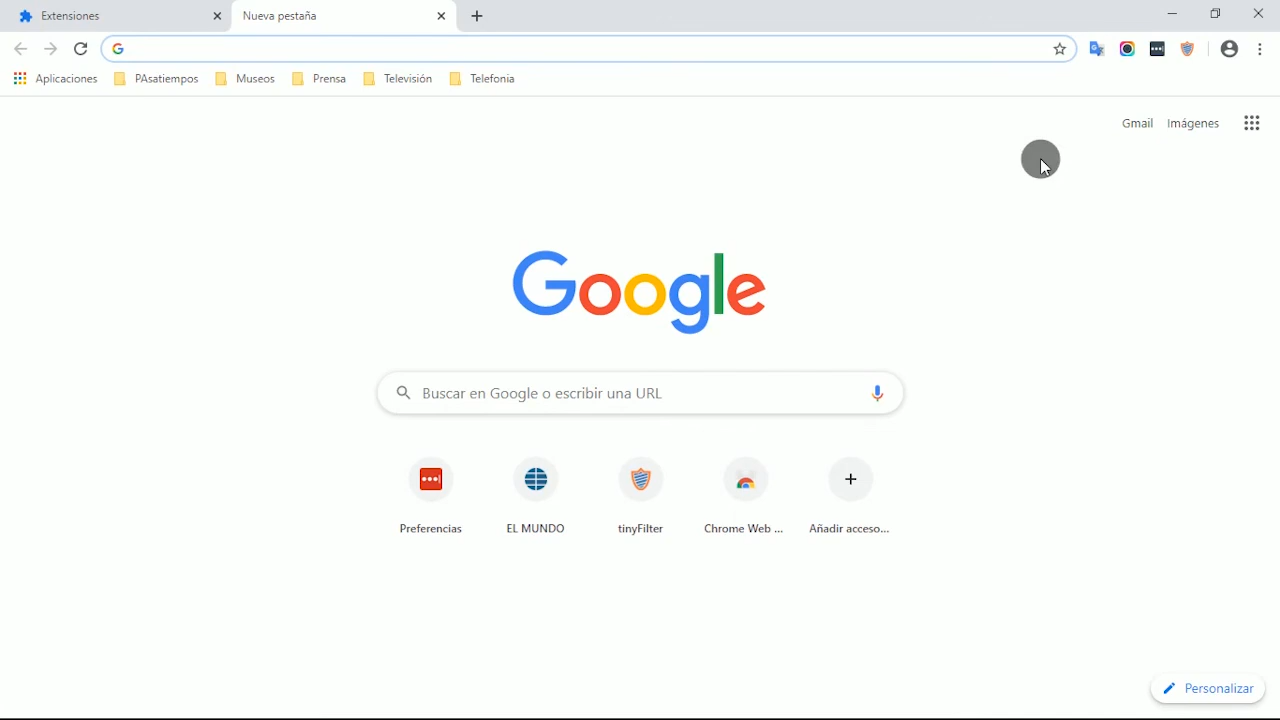 Extensiones
Nueva pestaña
Aplicaciones
PAsatiempos
Museos
Prensa
Televisión
Telefonia
Gmail
Imágenes
Google
Buscar en Google o escribir una URL
Preferencias
EL MUNDO
tinyFilter
Chrome Web ...
Añadir acceso...
Personalizar